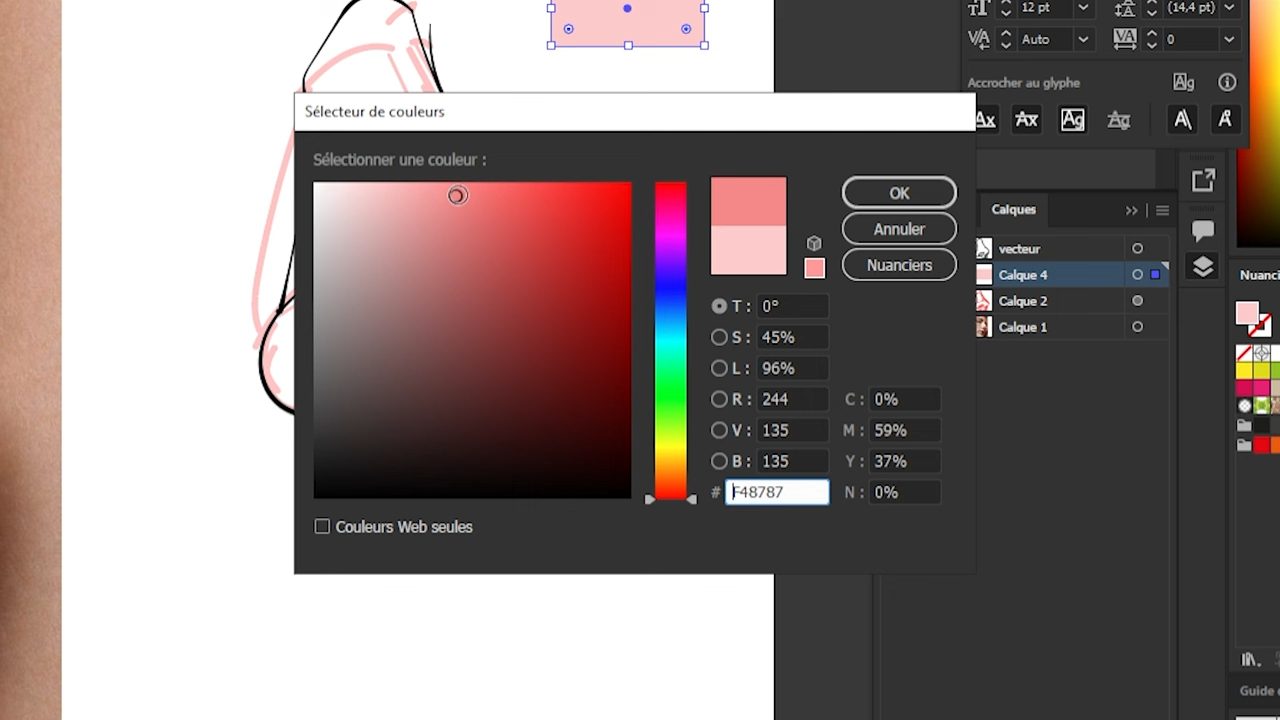 12 pt (14,4 pt)
Auto 0
Accrocher au glyphe
Sélecteur de couleurs
Sélectionner une couleur :
OK
Annuler
Nuanciers
T : 0°
S : 45%
L : 96%
R : 244
V : 135
B : 135
# F48787
C : 0%
M : 59%
Y : 37%
N : 0%
Couleurs Web seules
Calques
vecteur
Calque 4
Calque 2
Calque 1
Nuanci
Guide